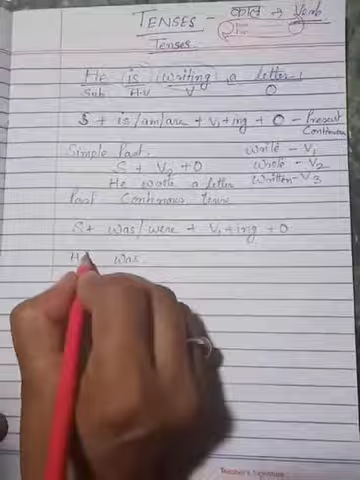 TENSES - काल → Verb
Tenses
He is writing a letter.
Sub H.V V O
S + is/am/are + V1+ing + O - Present Continuous
Simple Past. Write - V1
S + V2 + O Wrote - V2
He wrote a letter Written - V3
Past Continuous tense
S + was/were + V1+ing + O
He was
Teacher's Signature